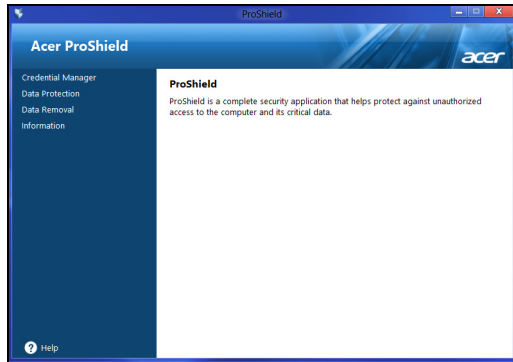 ProShield
Acer ProShield
acer
Credential Manager
Data Protection
Data Removal
Information
ProShield
ProShield is a complete security application that helps protect against unauthorized
access to the computer and its critical data.
? Help